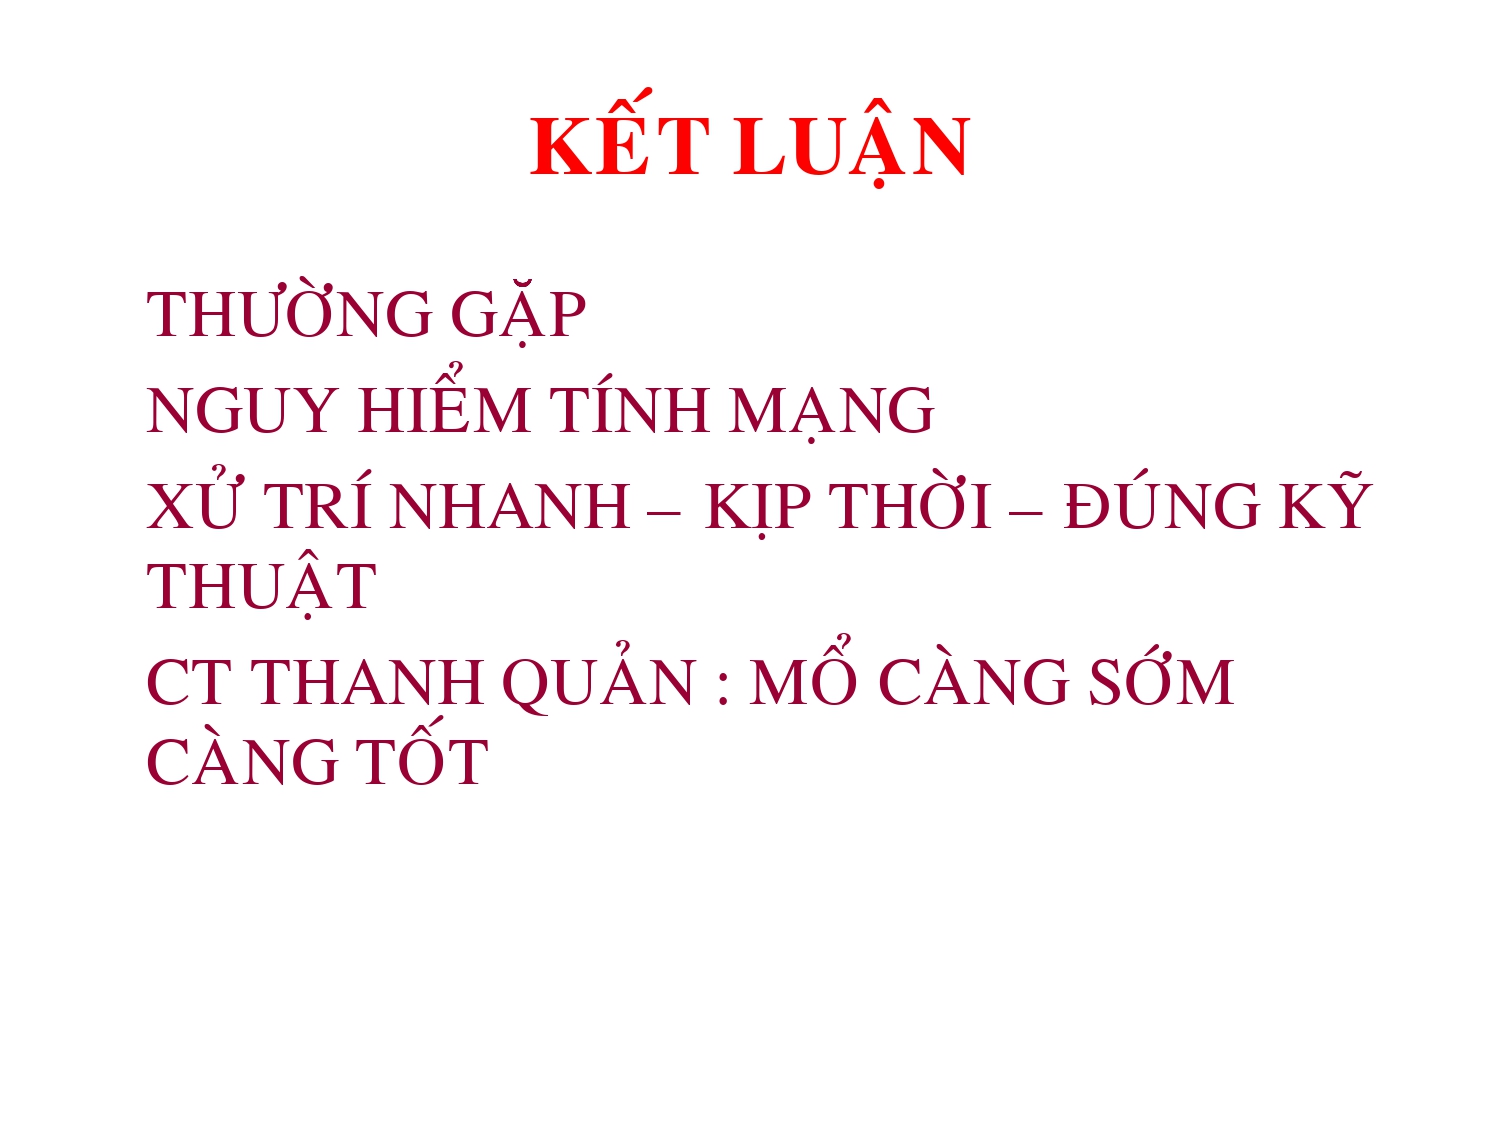 KẾT LUẬN
THƯỜNG GẶP
NGUY HIỂM TÍNH MẠNG
XỬ TRÍ NHANH – KỊP THỜI – ĐÚNG KỸ
THUẬT
CT THANH QUẢN : MỔ CÀNG SỚM
CÀNG TỐT